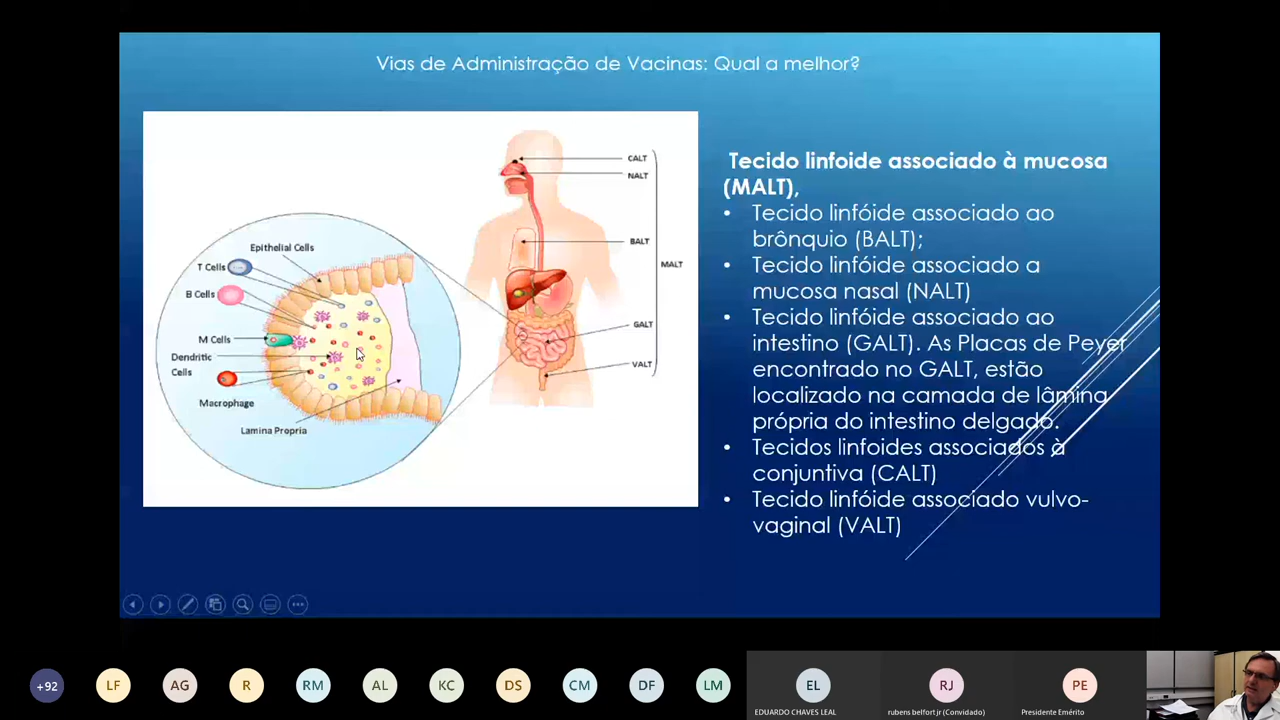 Vias de Administração de Vacinas: Qual a melhor?
CALT
NALT
BALT
MALT
GALT
VALT
Epithelial Cells
T Cells
B Cells
M Cells
Dendritic
Cells
Macrophage
Lamina Propria
Tecido linfoide associado à mucosa
(MALT),
• Tecido linfóide associado ao
brônquio (BALT);
• Tecido linfóide associado a
mucosa nasal (NALT)
• Tecido linfóide associado ao
intestino (GALT). As Placas de Peyer
encontrado no GALT, estão
localizado na camada de lâmina
própria do intestino delgado.
• Tecidos linfoides associados à
conjuntiva (CALT)
• Tecido linfóide associado vulvo-
vaginal (VALT)
+92
LF
AG
R
RM
AL
KC
DS
CM
DF
LM
EL
RJ
PE
EDUARDO CHAVES LEAL
rubens belfort jr (Convidado)
Presidente Emérito